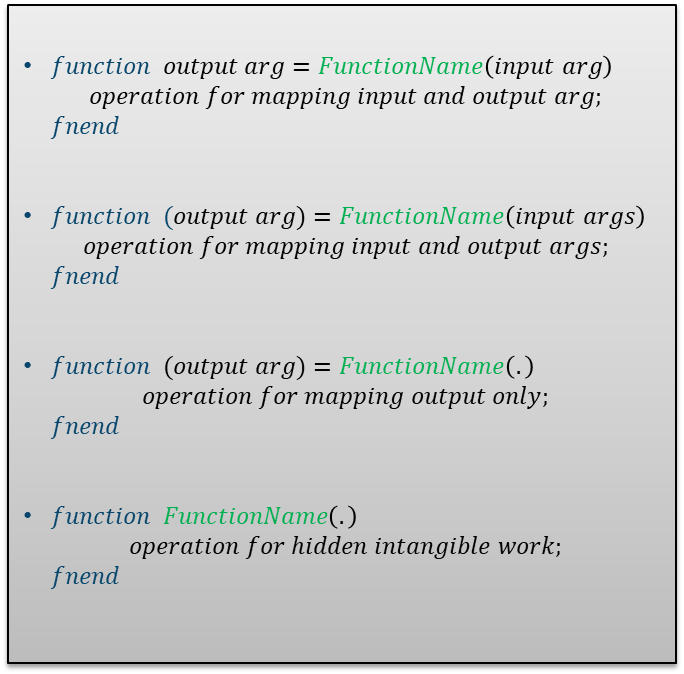 • function output arg = FunctionName(input arg)
operation for mapping input and output arg;
fnend
• function (output arg) = FunctionName(input args)
operation for mapping input and output args;
fnend
• function (output arg) = FunctionName(.)
operation for mapping output only;
fnend
• function FunctionName(.)
operation for hidden intangible work;
fnend